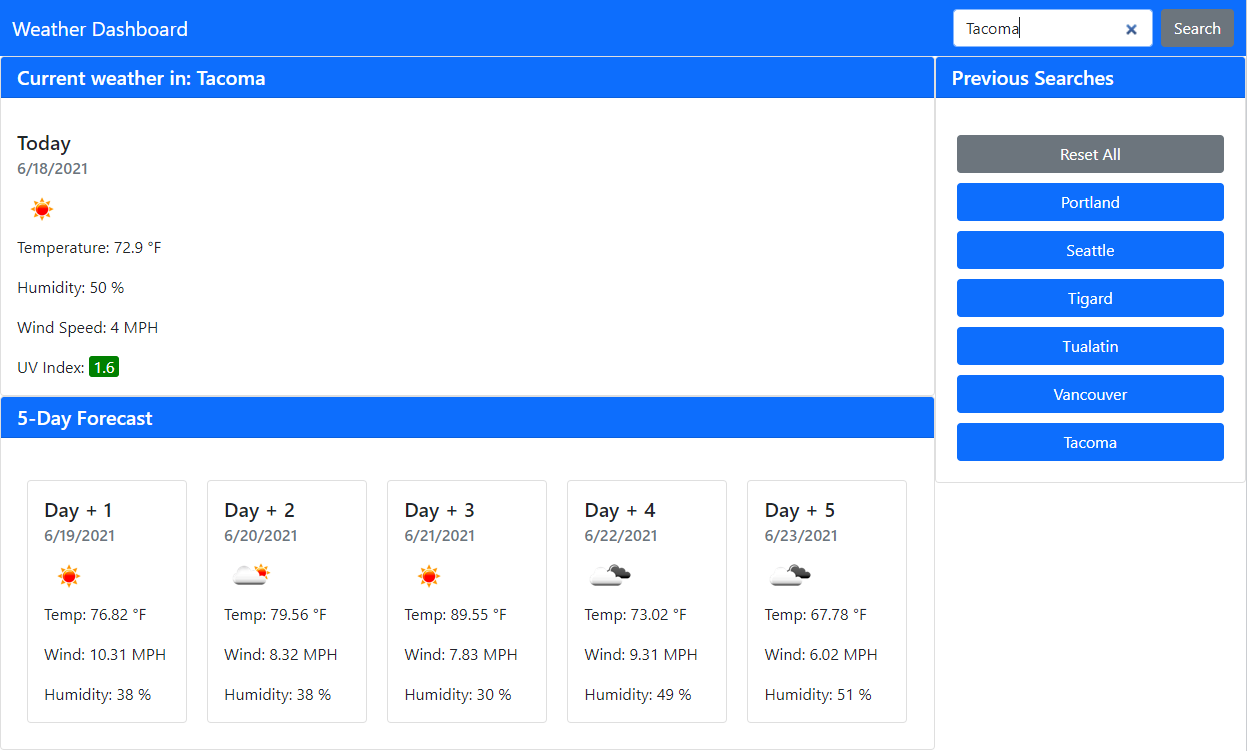 Weather Dashboard
Tacoma
Search
Current weather in: Tacoma
Today
6/18/2021
Temperature: 72.9 °F
Humidity: 50 %
Wind Speed: 4 MPH
UV Index: 1.6
5-Day Forecast
Day + 1
6/19/2021
Temp: 76.82 °F
Wind: 10.31 MPH
Humidity: 38 %
Day + 2
6/20/2021
Temp: 79.56 °F
Wind: 8.32 MPH
Humidity: 38 %
Day + 3
6/21/2021
Temp: 89.55 °F
Wind: 7.83 MPH
Humidity: 30 %
Day + 4
6/22/2021
Temp: 73.02 °F
Wind: 9.31 MPH
Humidity: 49 %
Day + 5
6/23/2021
Temp: 67.78 °F
Wind: 6.02 MPH
Humidity: 51 %
Previous Searches
Reset All
Portland
Seattle
Tigard
Tualatin
Vancouver
Tacoma